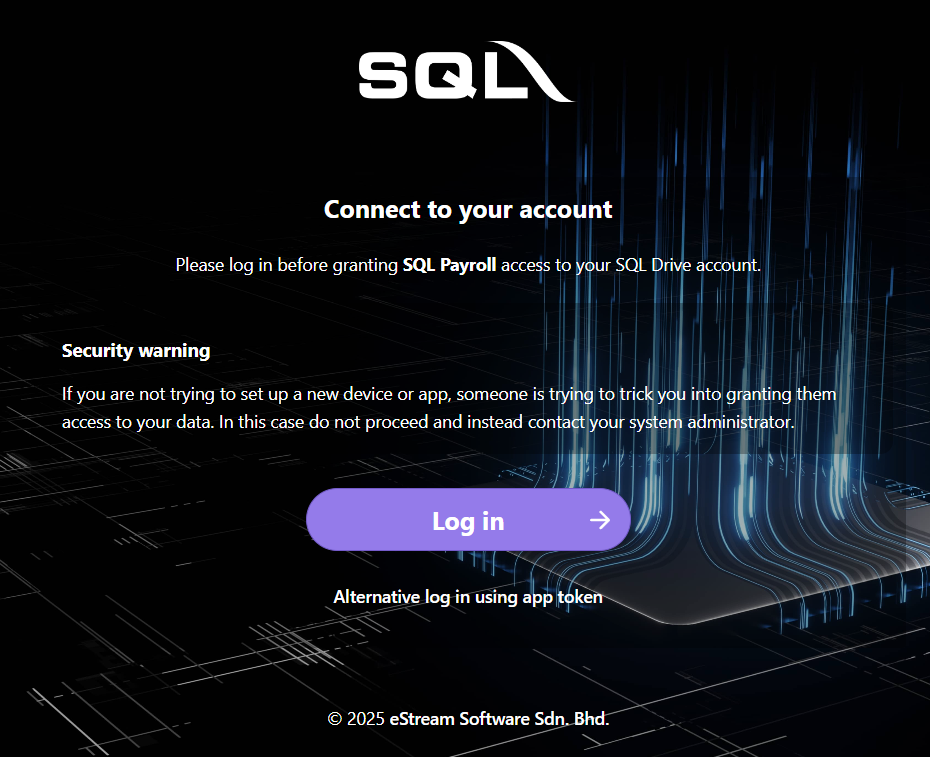 SQL
Connect to your account
Please log in before granting SQL Payroll access to your SQL Drive account.
Security warning
If you are not trying to set up a new device or app, someone is trying to trick you into granting them
access to your data. In this case do not proceed and instead contact your system administrator.
Log in
Alternative log in using app token
© 2025 eStream Software Sdn. Bhd.